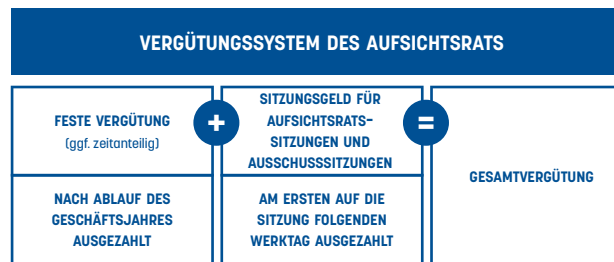 VERGÜTUNGSSYSTEM DES AUFSICHTSRATS
FESTE VERGÜTUNG
(ggf. zeitanteilig)
+
SITZUNGSGELD FÜR
AUFSICHTSRATS-
SITZUNGEN UND
AUSSCHUSSSITZUNGEN
=
GESAMTVERGÜTUNG
NACH ABLAUF DES
GESCHÄFTSJAHRES
AUSGEZAHLT
AM ERSTEN AUF DIE
SITZUNG FOLGENDEN
WERKTAG AUSGEZAHLT